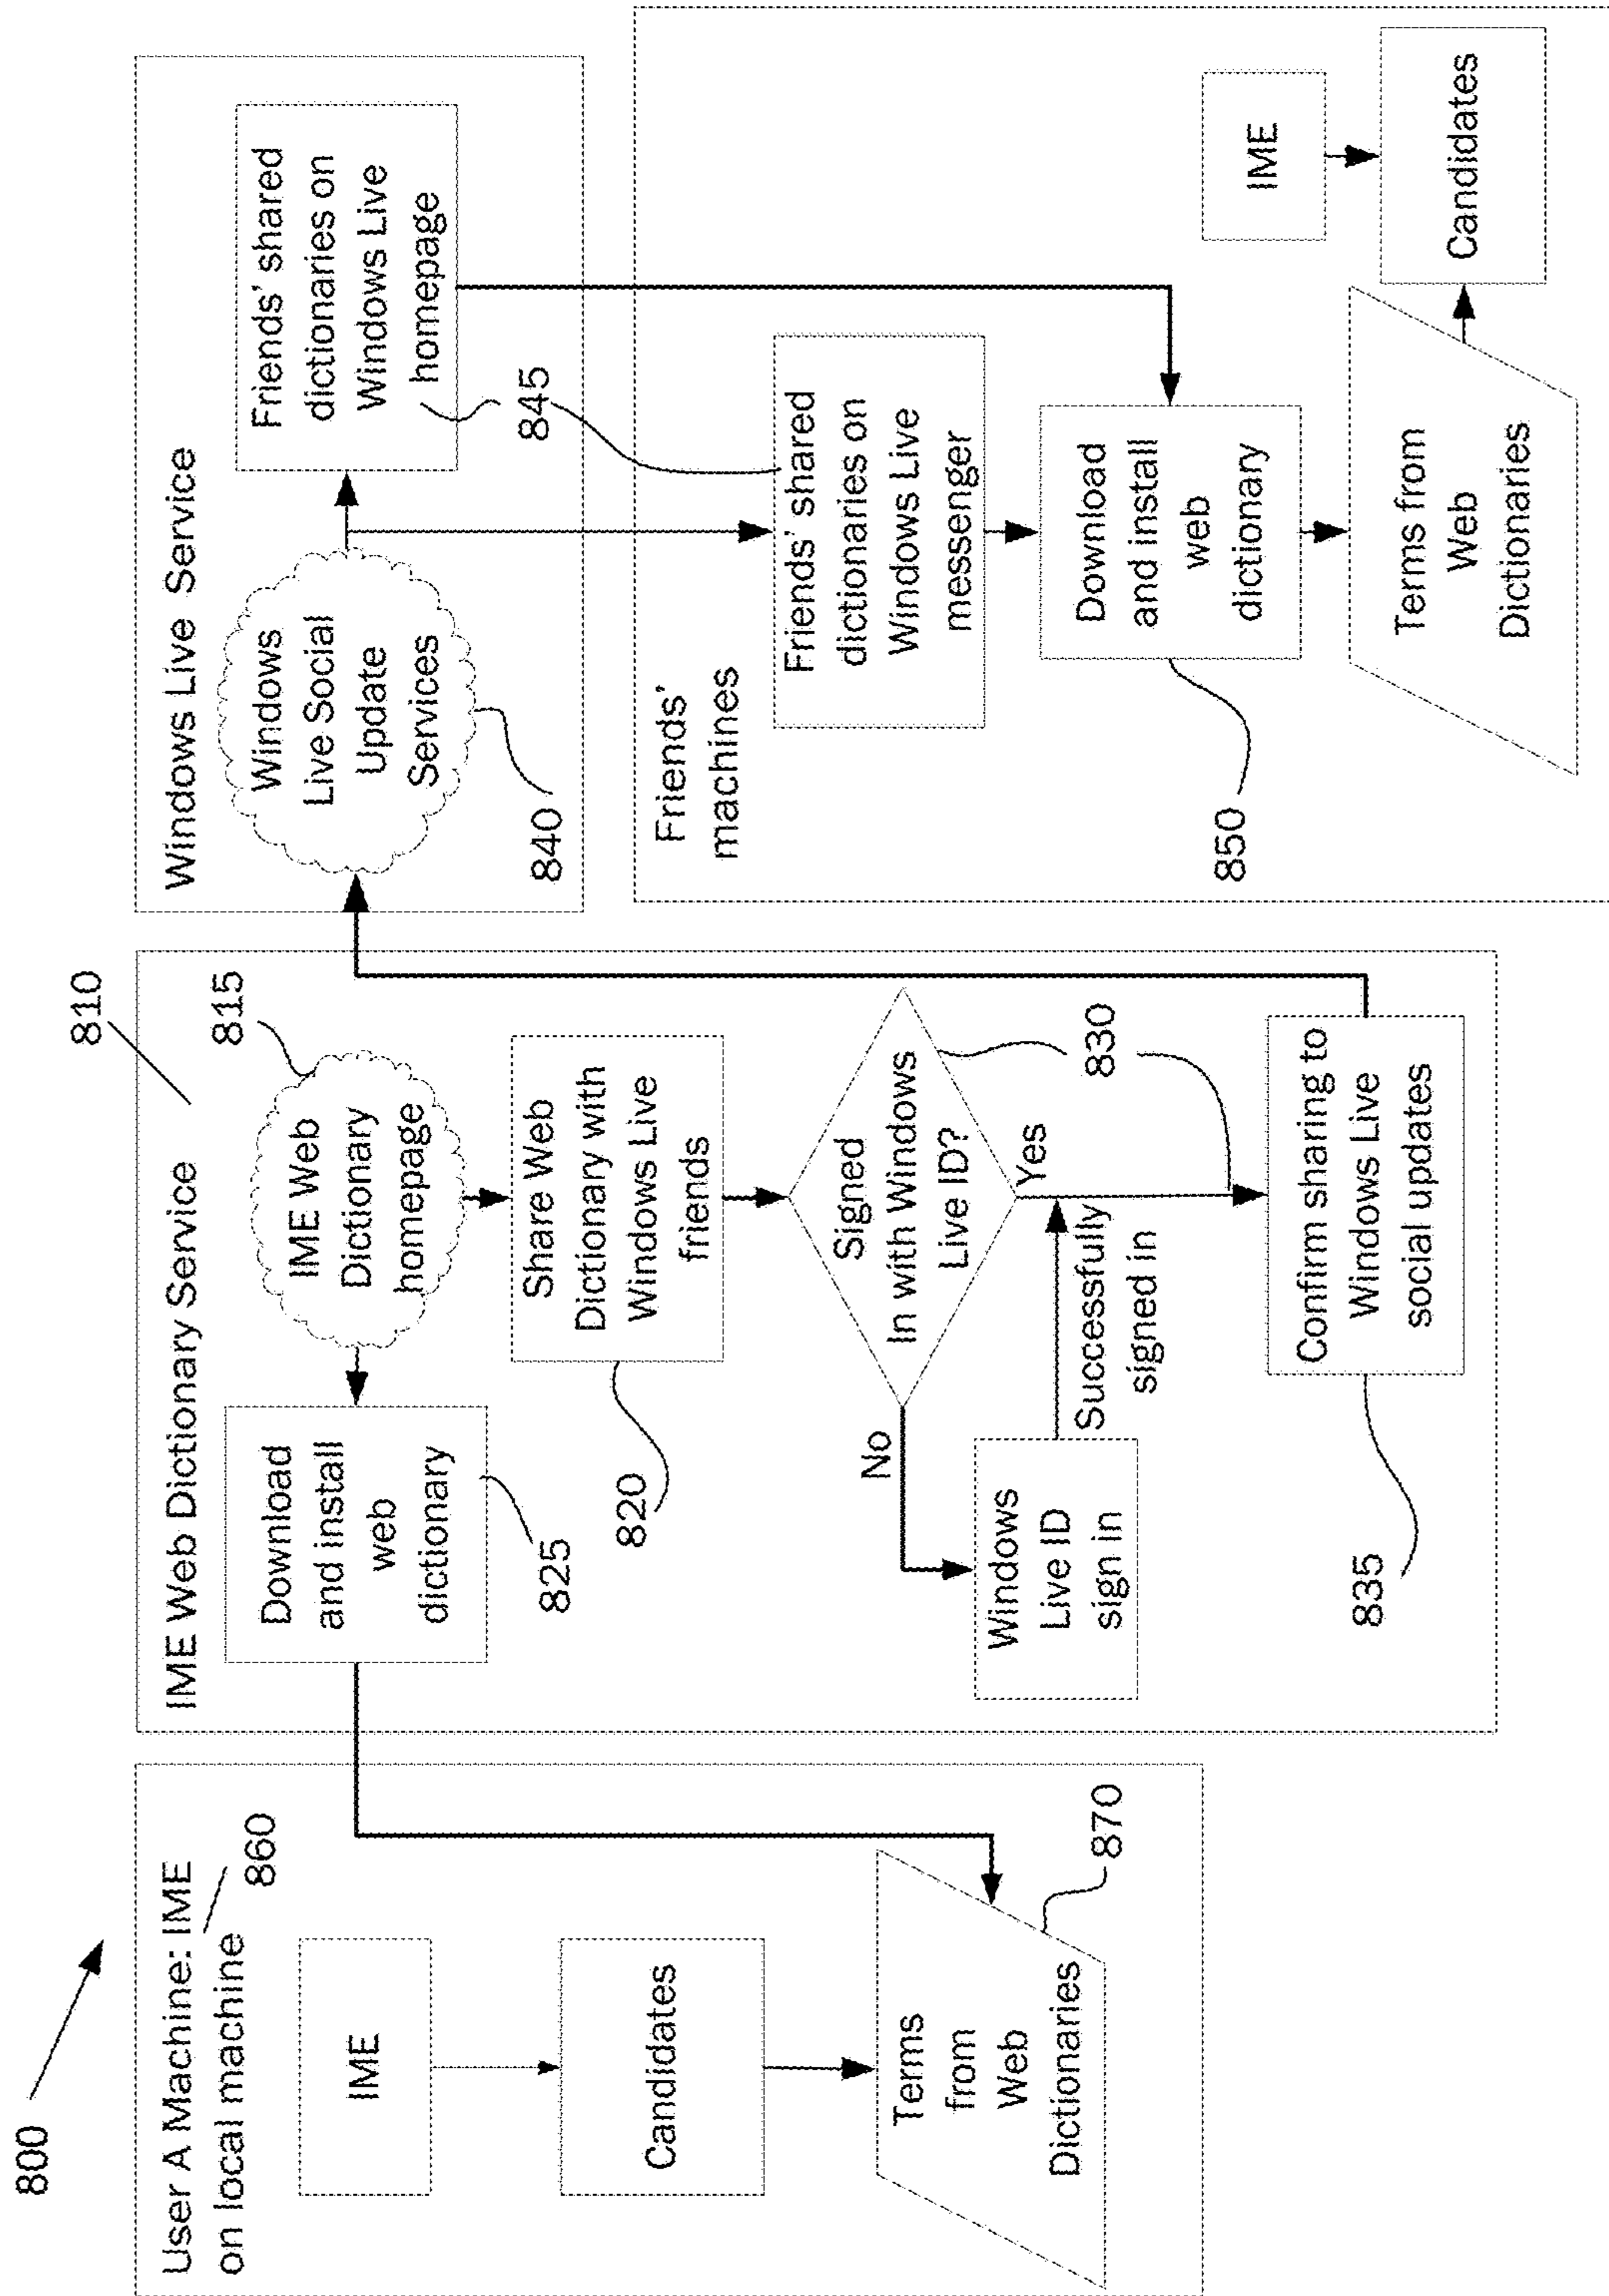 800
User A Machine: IME
on local machine
860
IME
Candidates
Terms
from
Web
Dictionaries
870
810
IME Web Dictionary Service
815
IME Web
Dictionary
homepage
Download
and install
web
dictionary
825
Share Web
Dictionary with
Windows Live
friends
820
Signed
In with Windows
Live ID?
830
No
Yes
Windows
Live ID
sign in
Successfully
signed in
Confirm sharing to
Windows Live
social updates
835
Windows Live Service
Windows
Live Social
Update
Services
840
Friends' shared
dictionaries on
Windows Live
homepage
845
Friends'
machines
Friends' shared
dictionaries on
Windows Live
messenger
Download
and install
web
dictionary
850
Terms from
Web
Dictionaries
IME
Candidates